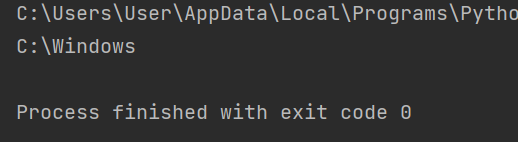 C:\Users\User\AppData\Local\Programs\Pytho
C:\Windows
Process finished with exit code 0